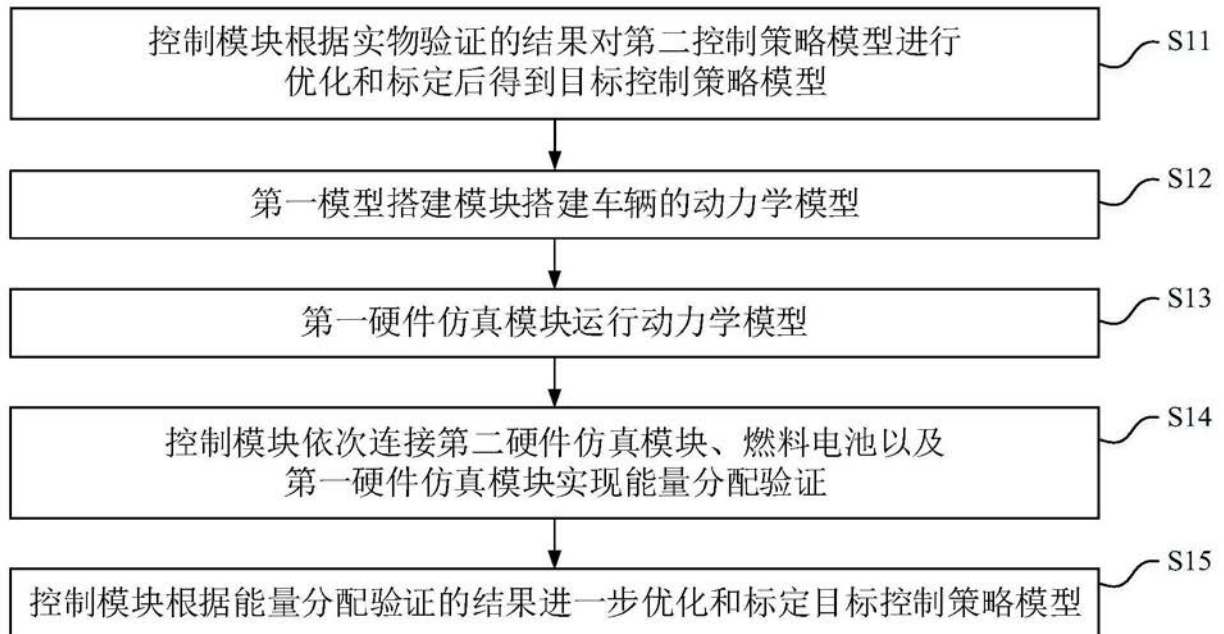 控制模块根据实物验证的结果对第二控制策略模型进行
优化和标定后得到目标控制策略模型
S11
第一模型搭建模块搭建车辆的动力学模型
S12
第一硬件仿真模块运行动力学模型
S13
控制模块依次连接第二硬件仿真模块、燃料电池以及
第一硬件仿真模块实现能量分配验证
S14
控制模块根据能量分配验证的结果进一步优化和标定目标控制策略模型
S15